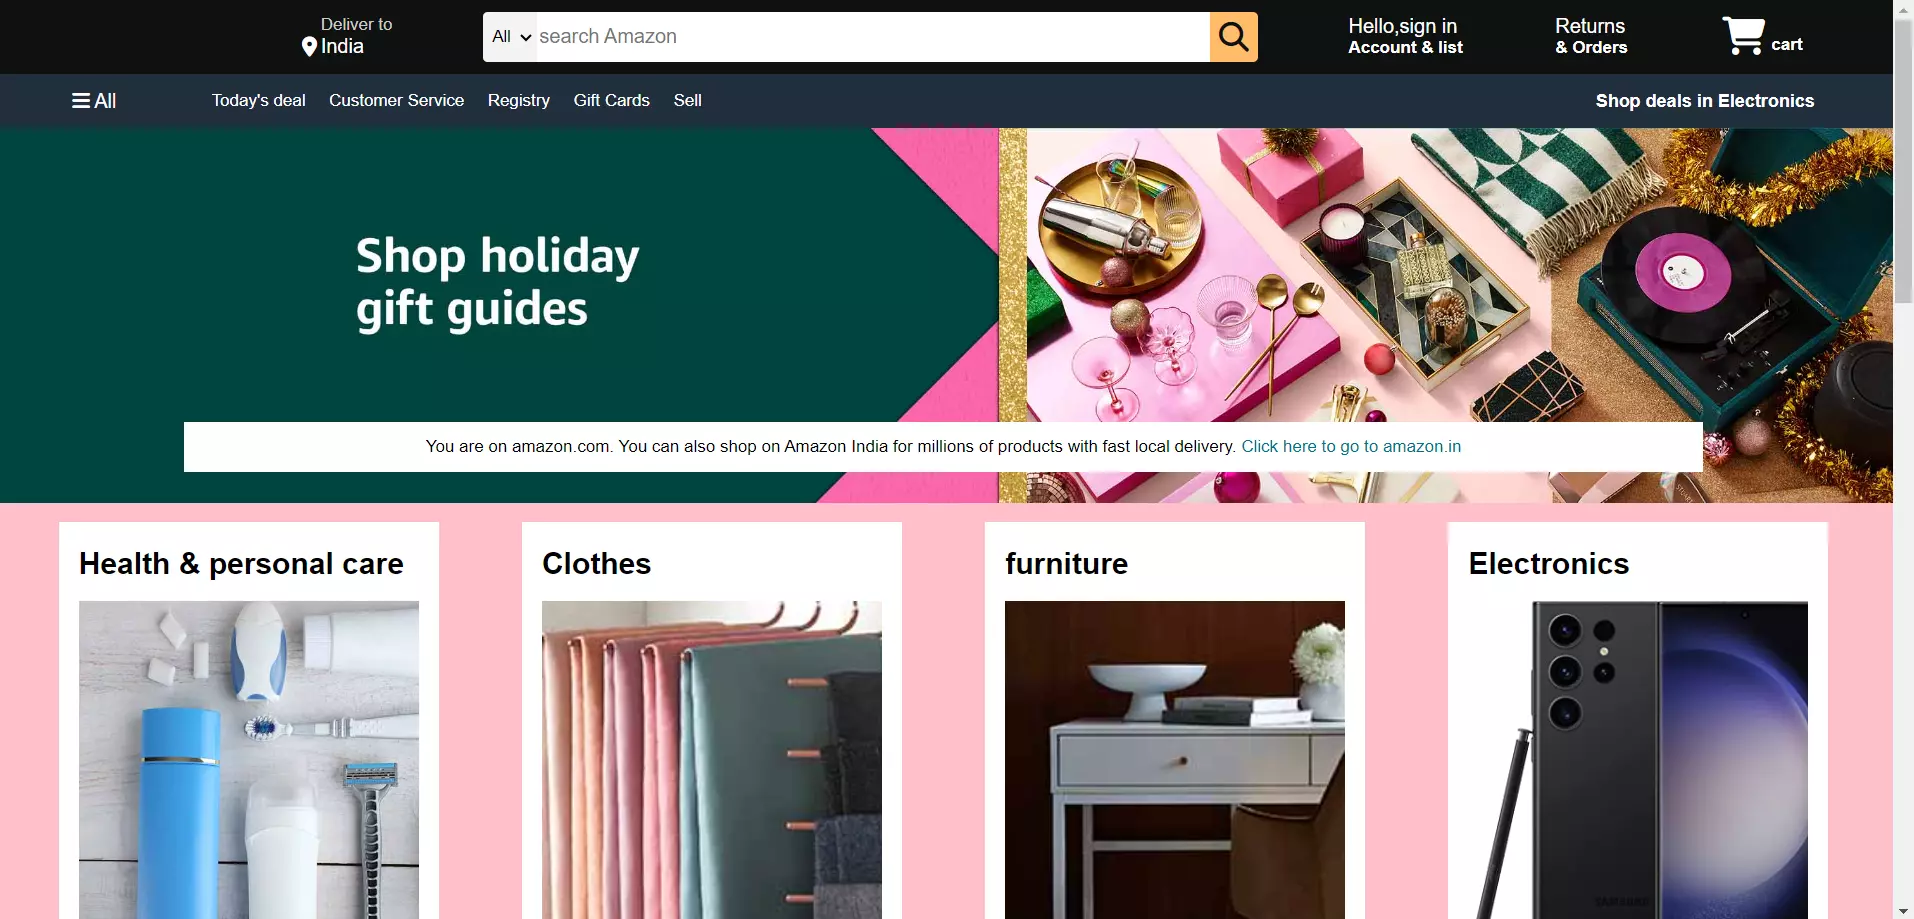 Deliver to
India
All
search Amazon
Hello,sign in
Account & list
Returns
& Orders
cart
All
Today's deal
Customer Service
Registry
Gift Cards
Sell
Shop deals in Electronics
Shop holiday
gift guides
You are on amazon.com. You can also shop on Amazon India for millions of products with fast local delivery. Click here to go to amazon.in
Health & personal care
Clothes
furniture
Electronics
SAMSUNG